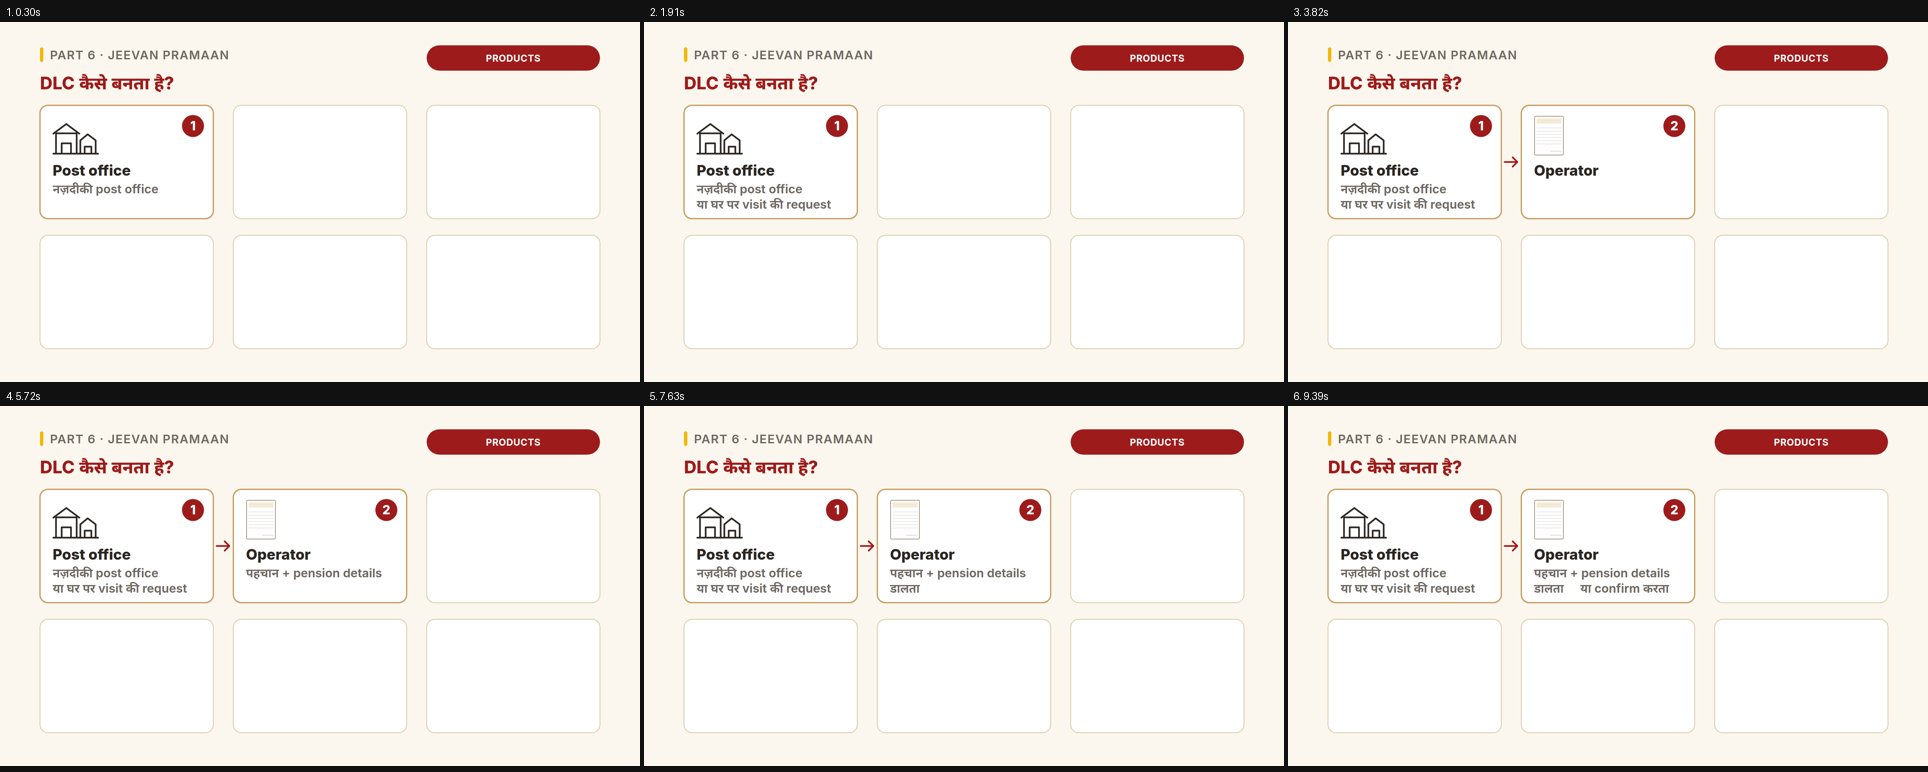 1. 0.30s
PART 6 · JEEVAN PRAMAAN
PRODUCTS
DLC कैसे बनता है?
1
Post office
नज़दीकी post office
2. 1.91s
PART 6 · JEEVAN PRAMAAN
PRODUCTS
DLC कैसे बनता है?
1
Post office
नज़दीकी post office
या घर पर visit की request
3. 3.82s
PART 6 · JEEVAN PRAMAAN
PRODUCTS
DLC कैसे बनता है?
1
Post office
नज़दीकी post office
या घर पर visit की request
→
2
Operator
4. 5.72s
PART 6 · JEEVAN PRAMAAN
PRODUCTS
DLC कैसे बनता है?
1
Post office
नज़दीकी post office
या घर पर visit की request
→
2
Operator
पहचान + pension details
5. 7.63s
PART 6 · JEEVAN PRAMAAN
PRODUCTS
DLC कैसे बनता है?
1
Post office
नज़दीकी post office
या घर पर visit की request
→
2
Operator
पहचान + pension details
डालता
6. 9.39s
PART 6 · JEEVAN PRAMAAN
PRODUCTS
DLC कैसे बनता है?
1
Post office
नज़दीकी post office
या घर पर visit की request
→
2
Operator
पहचान + pension details
डालता या confirm करता